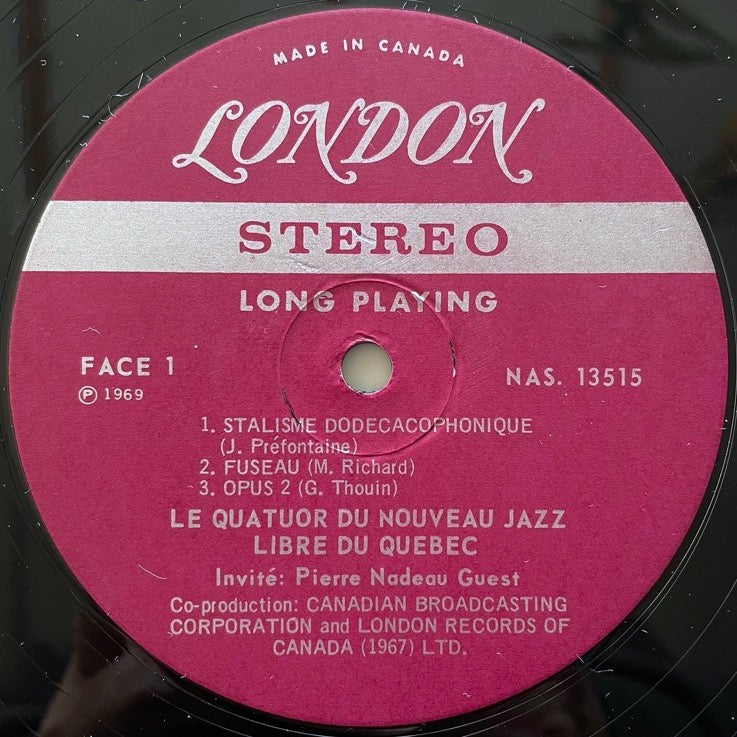 MADE IN CANADA
LONDON
STEREO
LONG PLAYING
FACE 1
℗ 1969
NAS. 13515
1. STALISME DODECACOPHONIQUE
(J. Préfontaine)
2. FUSEAU (M. Richard)
3. OPUS 2 (G. Thouin)
LE QUATUOR DU NOUVEAU JAZZ
LIBRE DU QUEBEC
Invité: Pierre Nadeau Guest
Co-production: CANADIAN BROADCASTING
CORPORATION and LONDON RECORDS OF
CANADA (1967) LTD.